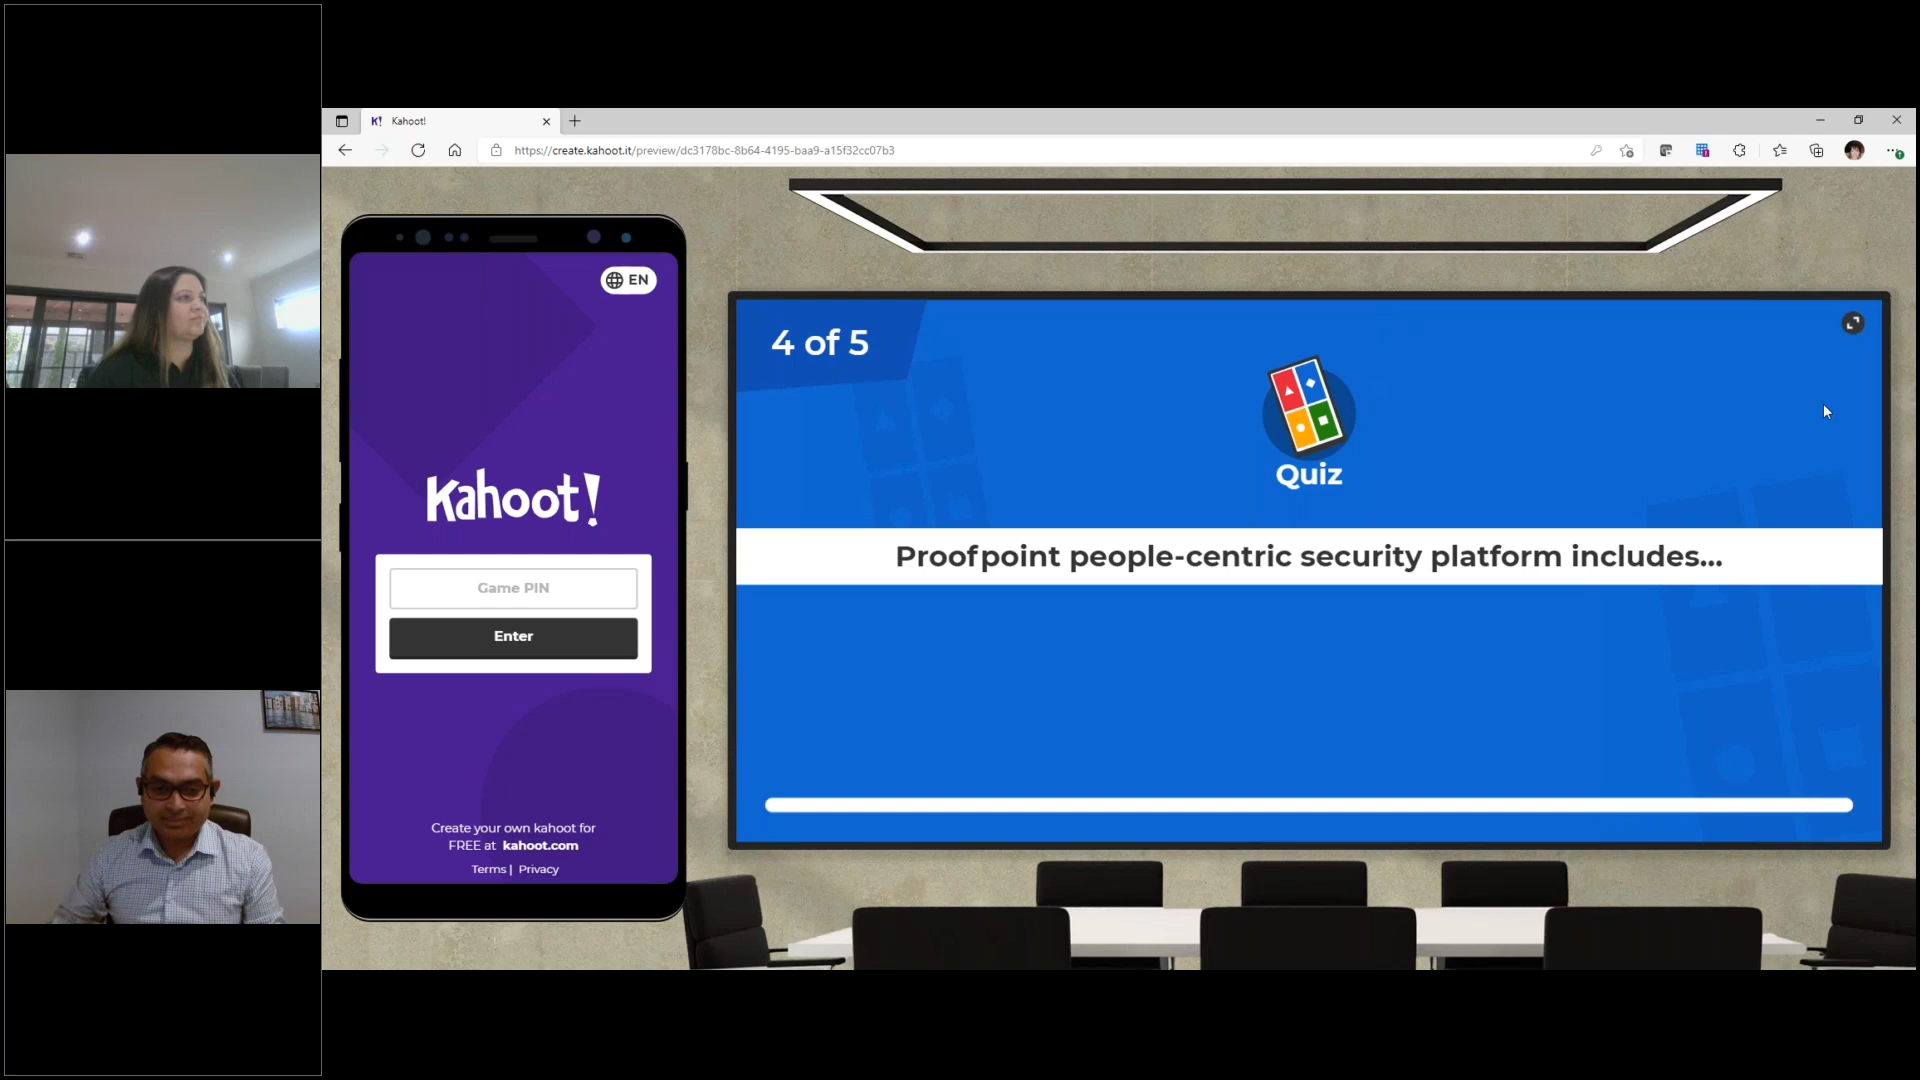 K! Kahoot!
https://create.kahoot.it/preview/dc3178bc-8b64-4195-baa9-a15f32cc07b3
EN
Kahoot!
Game PIN
Enter
Create your own kahoot for
FREE at kahoot.com
Terms | Privacy
4 of 5
Quiz
Proofpoint people-centric security platform includes...